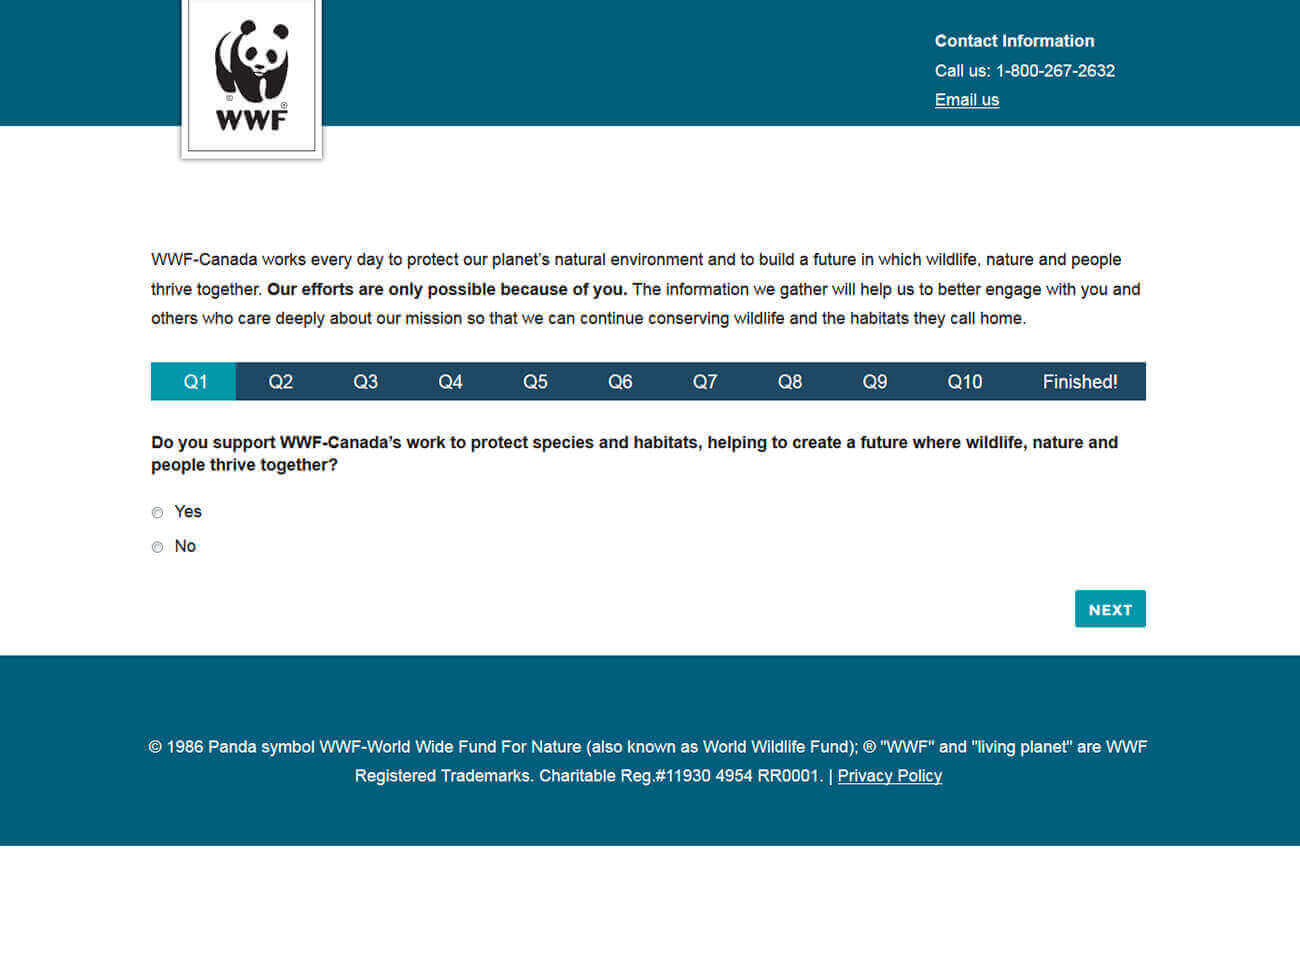 WWF
Contact Information
Call us: 1-800-267-2632
Email us
WWF-Canada works every day to protect our planet’s natural environment and to build a future in which wildlife, nature and people
thrive together. Our efforts are only possible because of you. The information we gather will help us to better engage with you and
others who care deeply about our mission so that we can continue conserving wildlife and the habitats they call home.
Q1 Q2 Q3 Q4 Q5 Q6 Q7 Q8 Q9 Q10 Finished!
Do you support WWF-Canada’s work to protect species and habitats, helping to create a future where wildlife, nature and
people thrive together?
Yes
No
NEXT
© 1986 Panda symbol WWF-World Wide Fund For Nature (also known as World Wildlife Fund); ® "WWF" and "living planet" are WWF
Registered Trademarks. Charitable Reg.#11930 4954 RR0001. | Privacy Policy